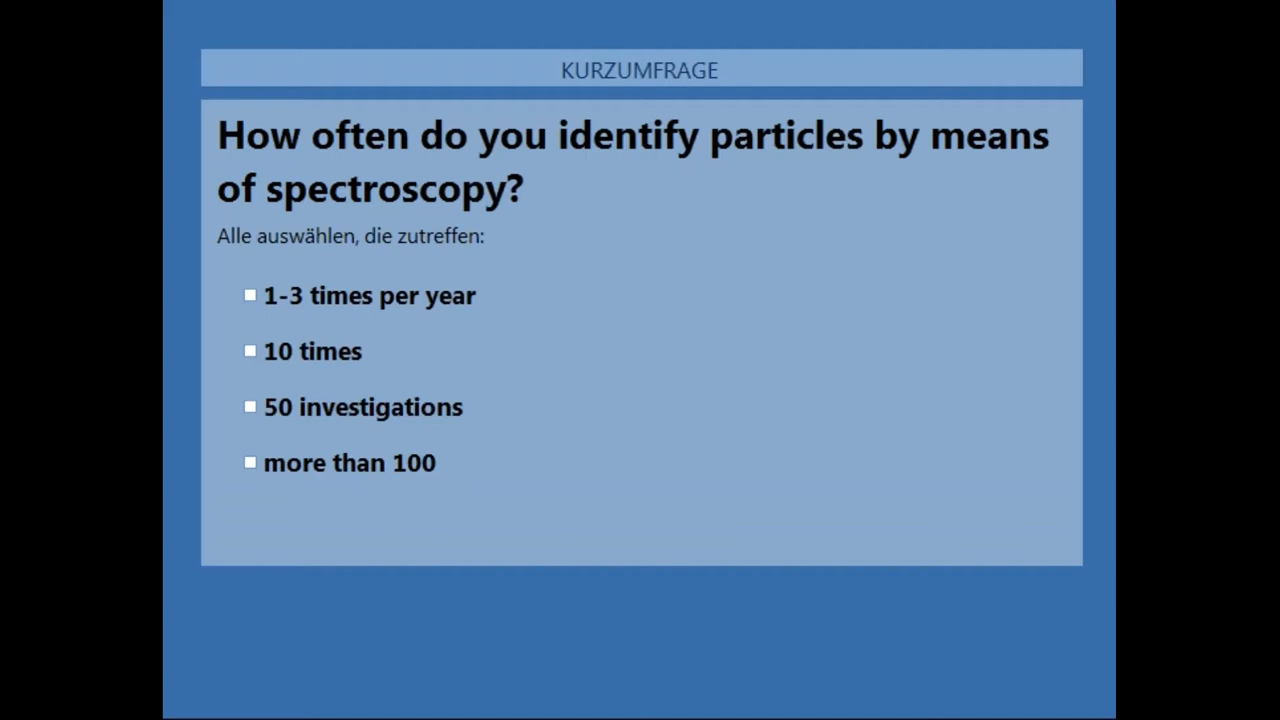 KURZUMFRAGE
How often do you identify particles by means
of spectroscopy?
Alle auswählen, die zutreffen:
1-3 times per year
10 times
50 investigations
more than 100